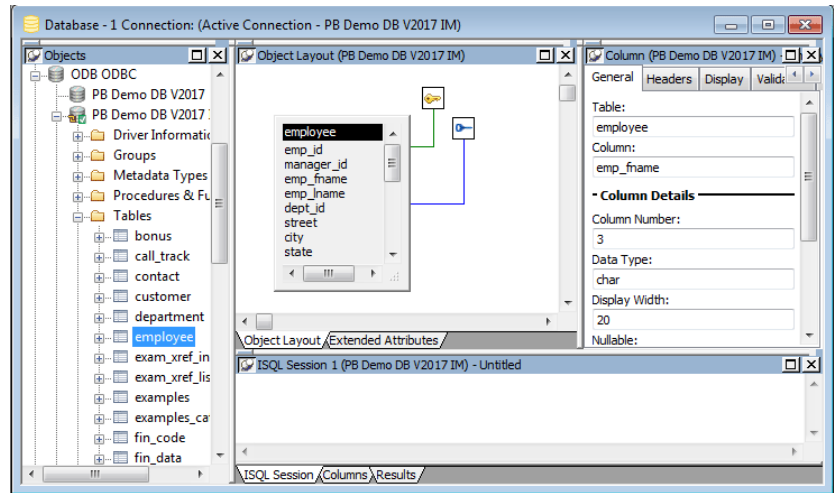 Database - 1 Connection: (Active Connection - PB Demo DB V2017 IM)
Objects
ODB ODBC
PB Demo DB V2017
PB Demo DB V2017
Driver Informatic
Groups
Metadata Types
Procedures & Fu
Tables
bonus
call_track
contact
customer
department
employee
exam_xref_in
exam_xref_lis
examples
examples_ca
fin_code
fin_data
Object Layout (PB Demo DB V2017 IM)
employee
emp_id
manager_id
emp_fname
emp_lname
dept_id
street
city
state
Object Layout
Extended Attributes
Column (PB Demo DB V2017 IM) -
General
Headers
Display
Valida
Table:
employee
Column:
emp_fname
- Column Details
Column Number:
3
Data Type:
char
Display Width:
20
Nullable:
ISQL Session 1 (PB Demo DB V2017 IM) - Untitled
ISQL Session
Columns
Results